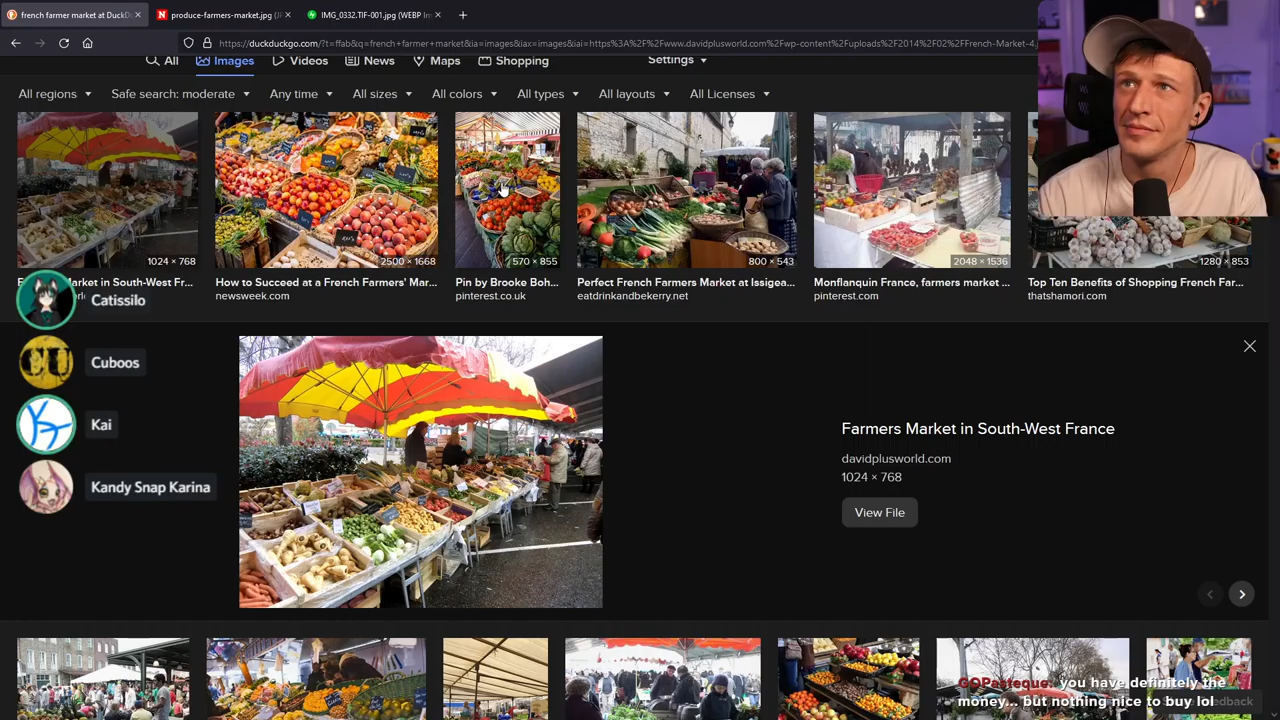 french farmer market at DuckD
produce-farmers-market.jpg (JP
IMG_0332.TIF-001.jpg (WEBP Im
https://duckduckgo.com/?t=ffab&q=french+farmer+market&ia=images&iax=images&iai=https%3A%2F%2Fwww.davidplusworld.com%2Fwp-content%2Fuploads%2F2014%2F02%2FFrench-Market-4.
All
Images
Videos
News
Maps
Shopping
Settings
All regions
Safe search: moderate
Any time
All sizes
All colors
All types
All layouts
All Licenses
1024 × 768
2500 × 1668
570 × 855
800 × 543
2048 × 1536
1280 × 853
Market in South-West Fr...
How to Succeed at a French Farmers' Mar...
newsweek.com
Pin by Brooke Boh...
pinterest.co.uk
Perfect French Farmers Market at Issigea...
eatdrinkandbekerry.net
Monflanquin France, farmers market ...
pinterest.com
Top Ten Benefits of Shopping French Far...
thatshamori.com
Catissilo
Cuboos
Kai
Kandy Snap Karina
Farmers Market in South-West France
davidplusworld.com
1024 × 768
View File
GOPasteque: you have definitely the
money... but nothing nice to buy lol